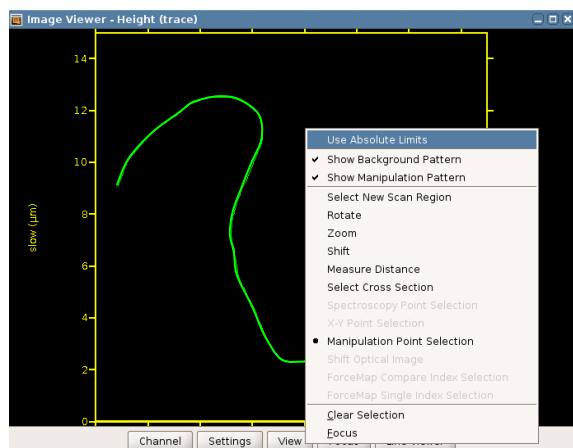 Image Viewer - Height (trace)
14
12
10
8
6
4
2
0
slow (µm)
Use Absolute Limits
Show Background Pattern
Show Manipulation Pattern
Select New Scan Region
Rotate
Zoom
Shift
Measure Distance
Select Cross Section
Spectroscopy Point Selection
X-Y Point Selection
Manipulation Point Selection
Shift Optical Image
ForceMap Compare Index Selection
ForceMap Single Index Selection
Clear Selection
Focus
Channel Settings View